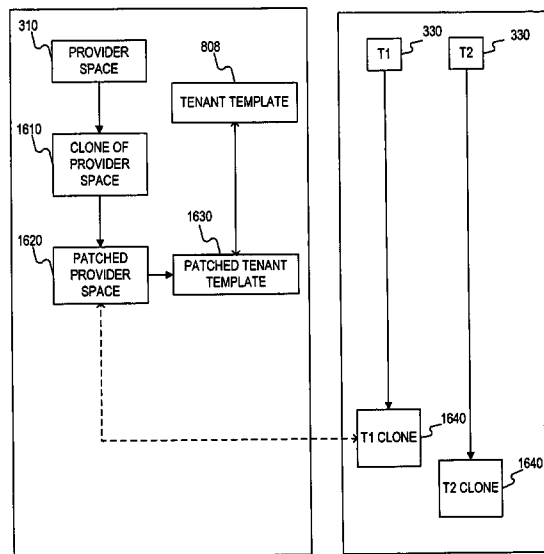 310
PROVIDER
SPACE
808
TENANT TEMPLATE
1610
CLONE OF
PROVIDER
SPACE
1620
PATCHED
PROVIDER
SPACE
1630
PATCHED TENANT
TEMPLATE
330
T1
330
T2
1640
T1 CLONE
1640
T2 CLONE